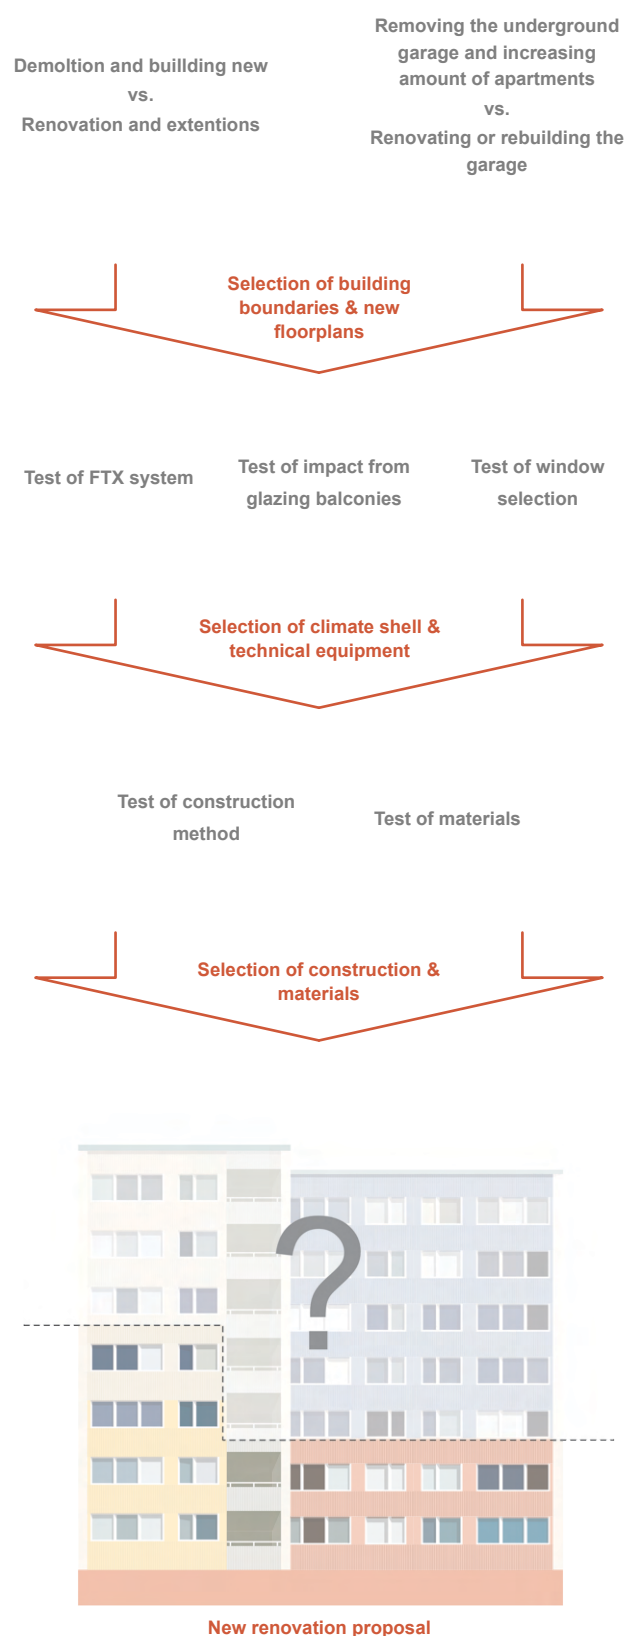 Demoltion and buillding new
vs.
Renovation and extentions
Removing the underground
garage and increasing
amount of apartments
vs.
Renovating or rebuilding the
garage
Selection of building
boundaries & new
floorplans
Test of FTX system
Test of impact from
glazing balconies
Test of window
selection
Selection of climate shell &
technical equipment
Test of construction
method
Test of materials
Selection of construction &
materials
?
New renovation proposal